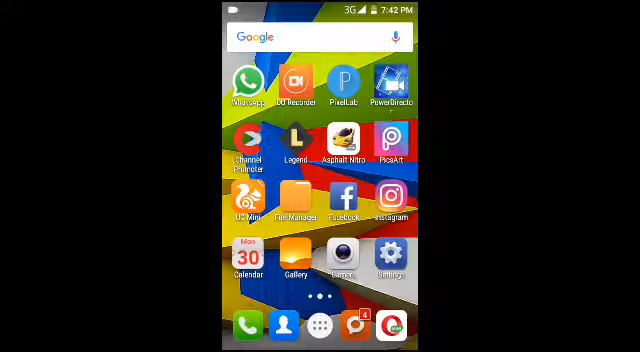 3G 7:42 PM
Google
WhatsApp DU Recorder PixelLab PowerDirecto
r
Channel Promoter Legend Asphalt Nitro PicsArt
UC Mini File Manager Facebook Instagram
Mon
30
Calendar Gallery Camera Settings
4